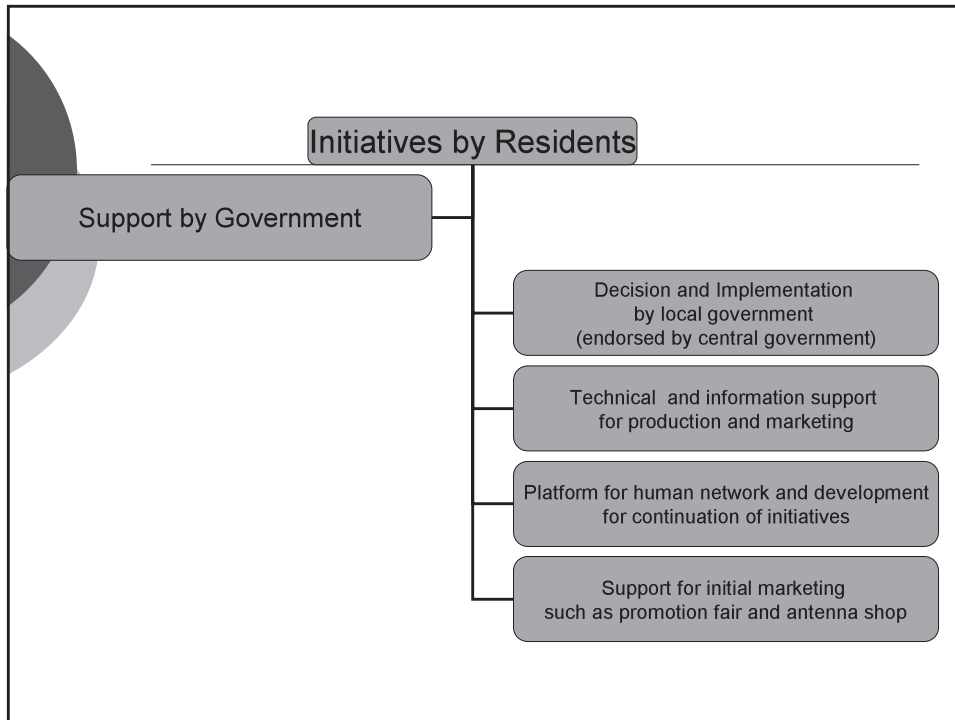 Initiatives by Residents
Support by Government
Decision and Implementation
by local government
(endorsed by central government)
Technical  and information support
for production and marketing
Platform for human network and development
for continuation of initiatives
Support for initial marketing
such as promotion fair and antenna shop